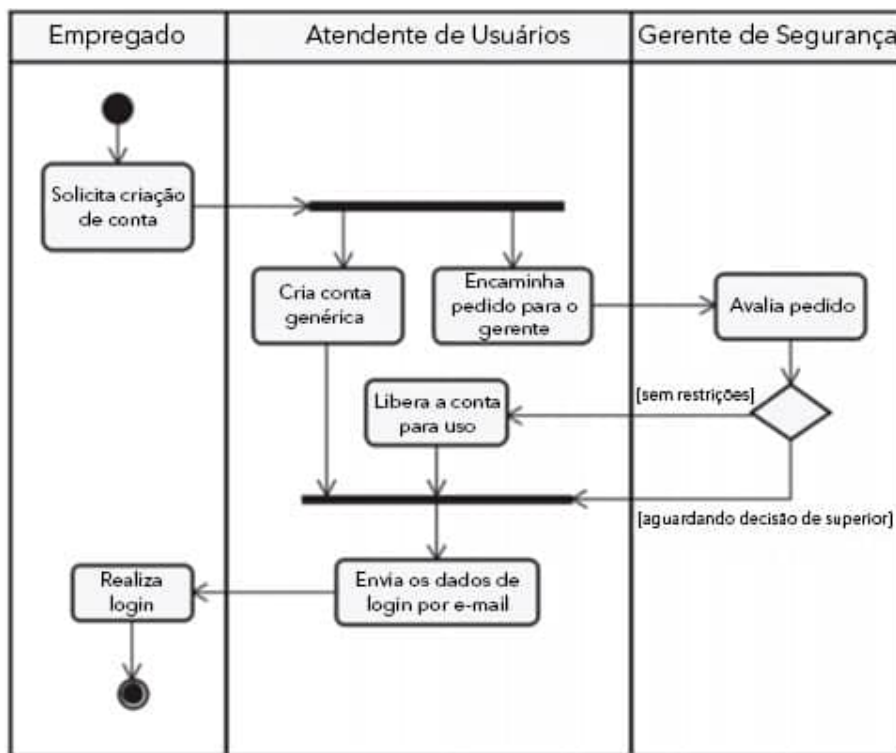 Empregado
Atendente de Usuários
Gerente de Segurança
Solicita criação
de conta
Cria conta
genérica
Encaminha
pedido para o
gerente
Avalia pedido
[sem restrições]
Libera a conta
para uso
[aguardando decisão de superior]
Envia os dados de
login por e-mail
Realiza
login